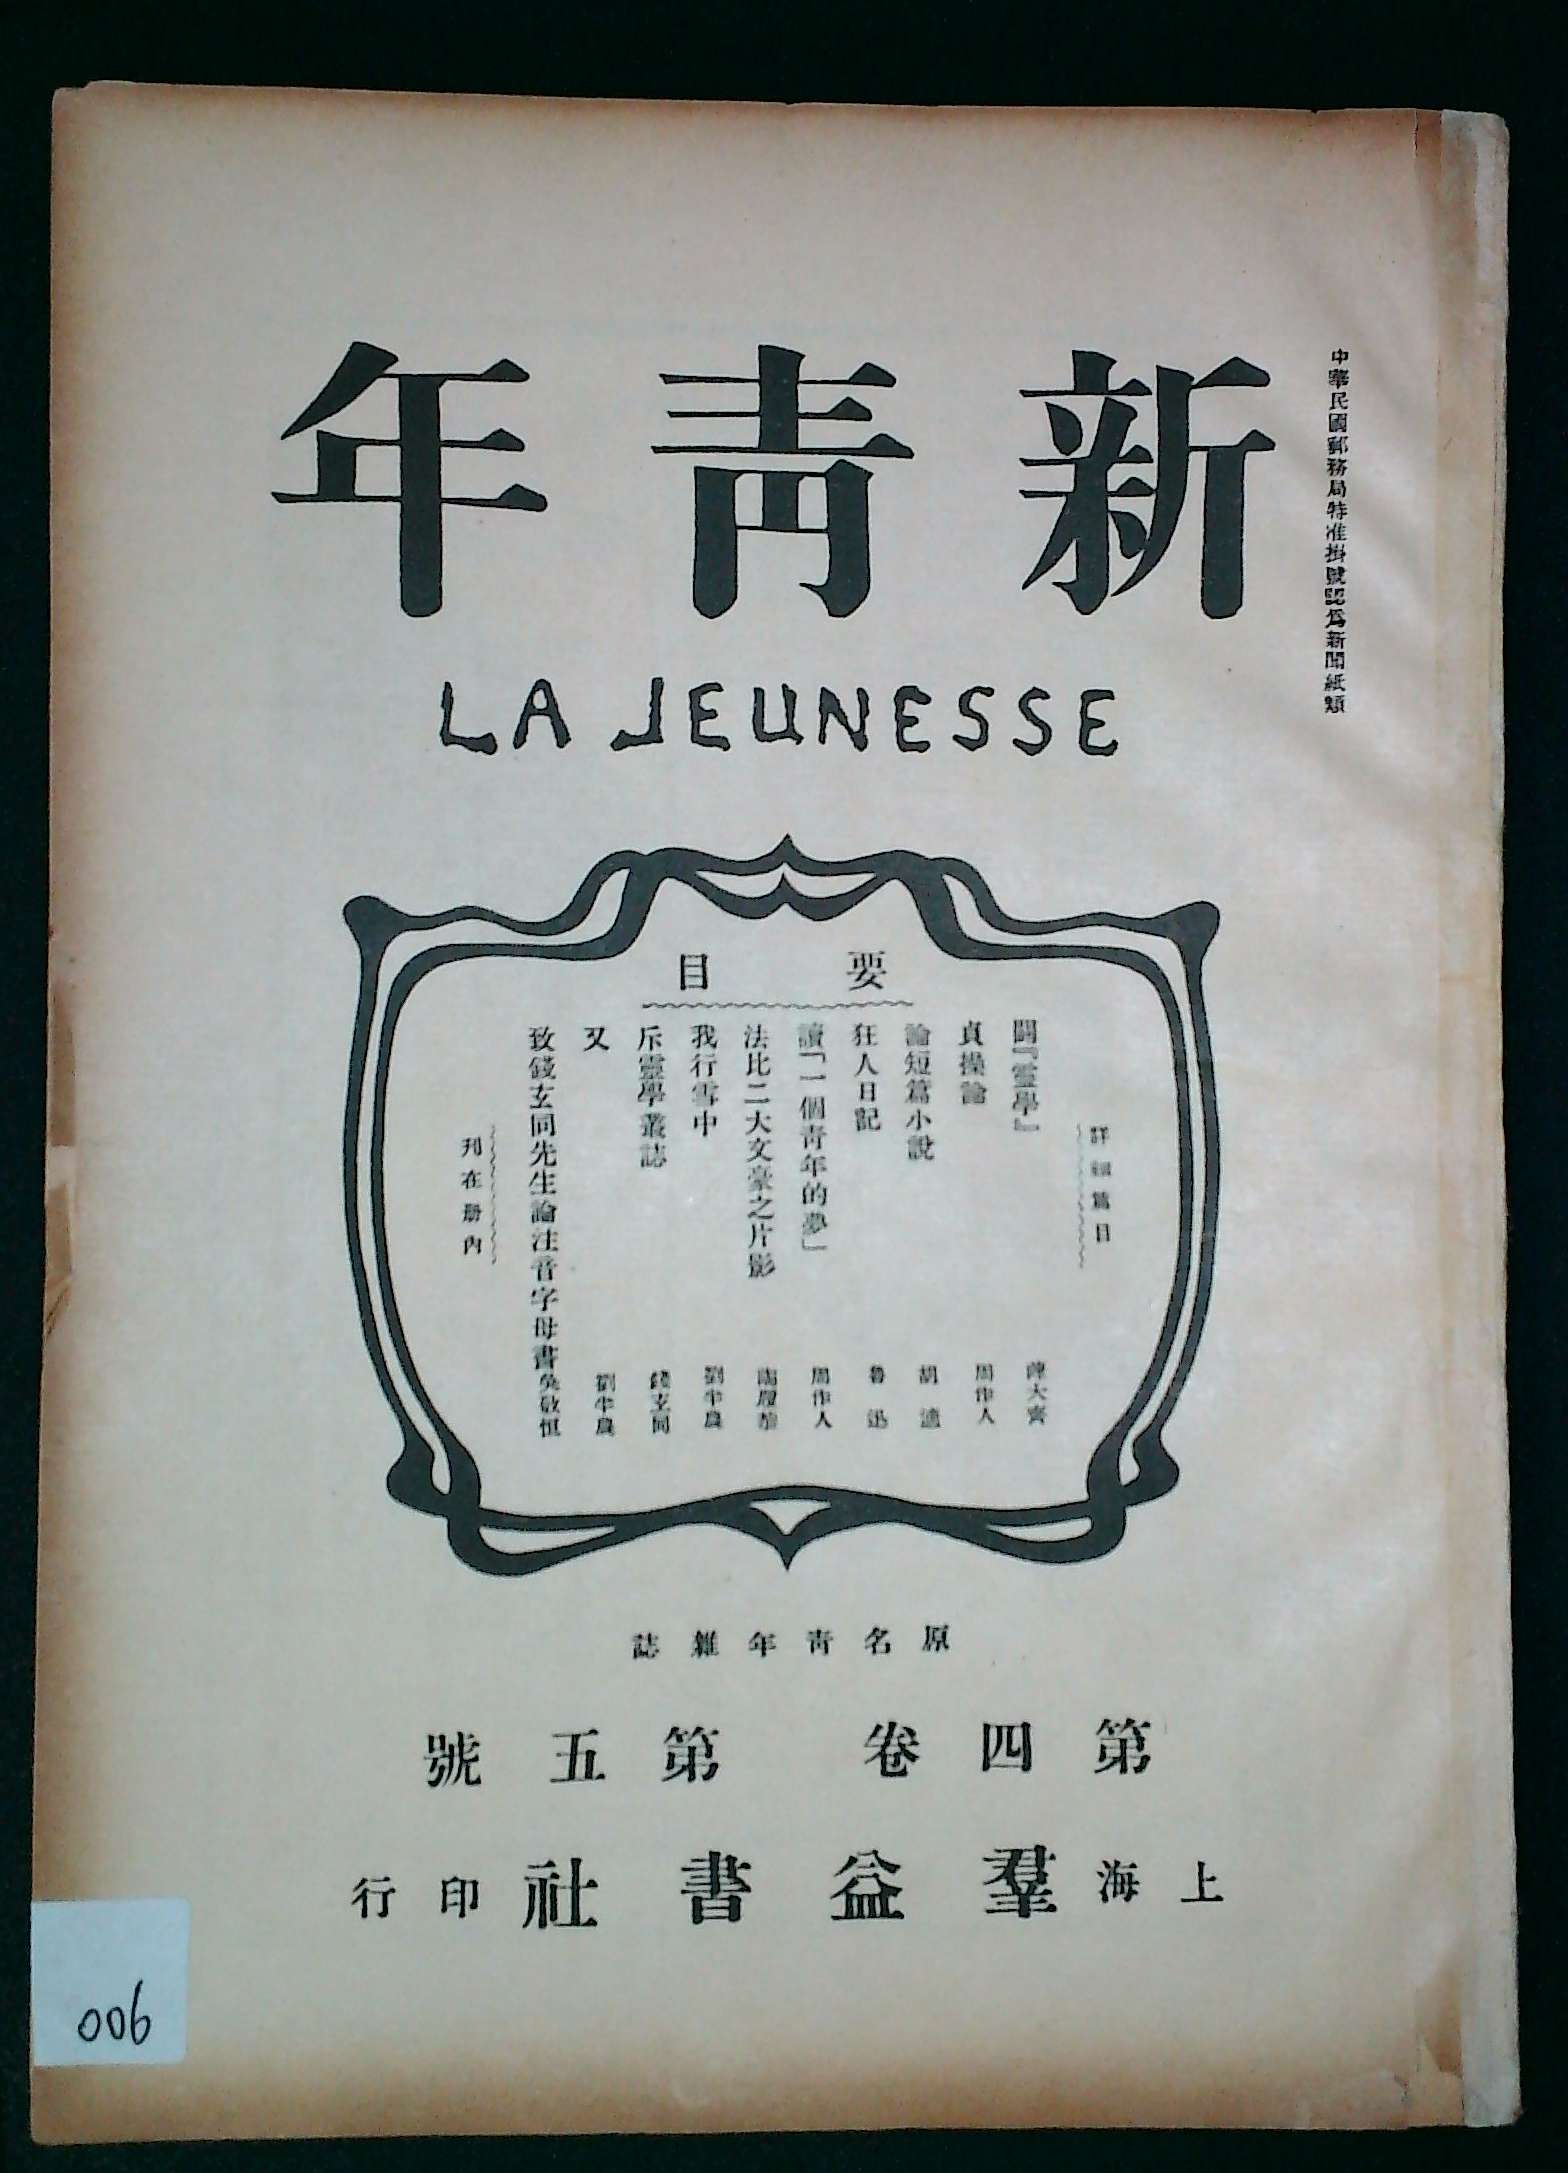 中華民國郵務局特准掛號認爲新聞紙類
新青年
LA JEUNESSE
要目
詳細篇目
闢『靈學』 陳大齊
貞操論 周作人
論短篇小說 胡適
狂人日記 魯迅
讀「一個青年的夢」 周作人
法比二大文豪之片影 陶履恭
我行雪中 劉半農
斥靈學叢誌 錢玄同
又 劉半農
致錢玄同先生論注音字母書 吳敬恒
刊在册內
原名青年雜誌
第四卷 第五號
上海羣益書社印行
006